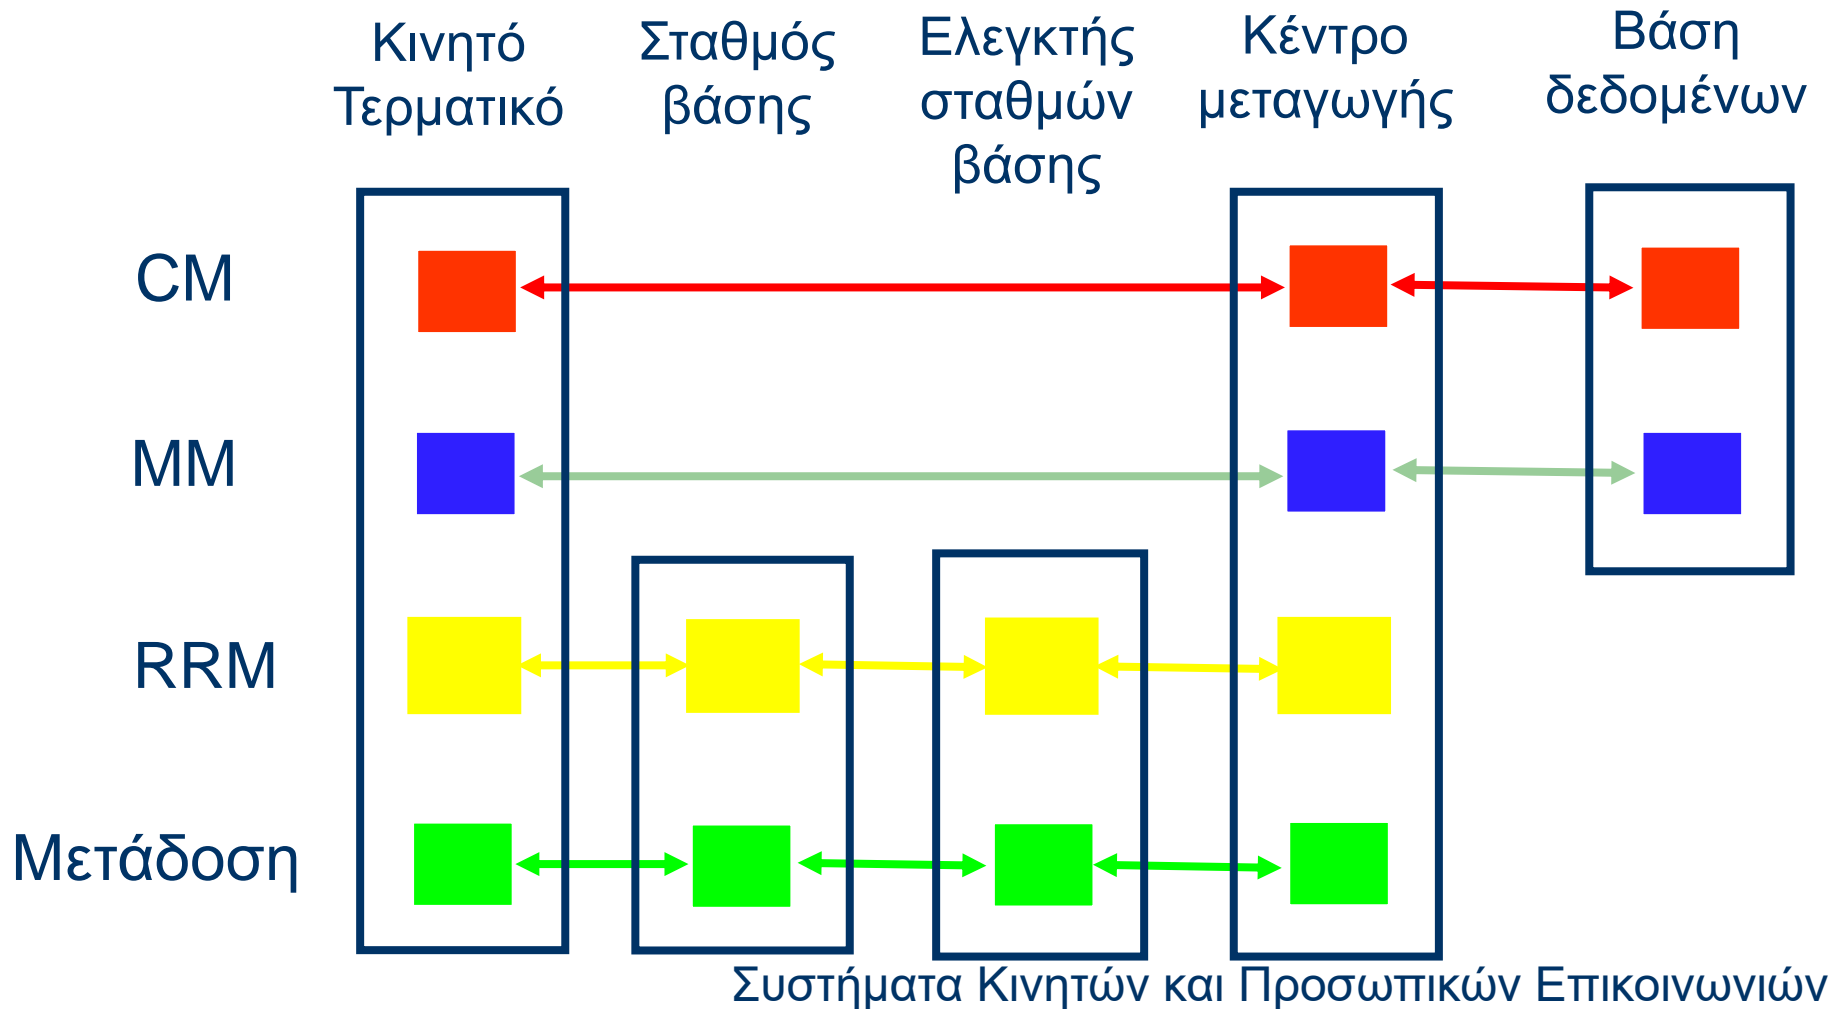 Κινητό
Τερματικό
Σταθμός
βάσης
Ελεγκτής
σταθμών
βάσης
Κέντρο
μεταγωγής
Βάση
δεδομένων
CM
MM
RRM
Μετάδοση
Συστήματα Κινητών και Προσωπικών Επικοινωνιών